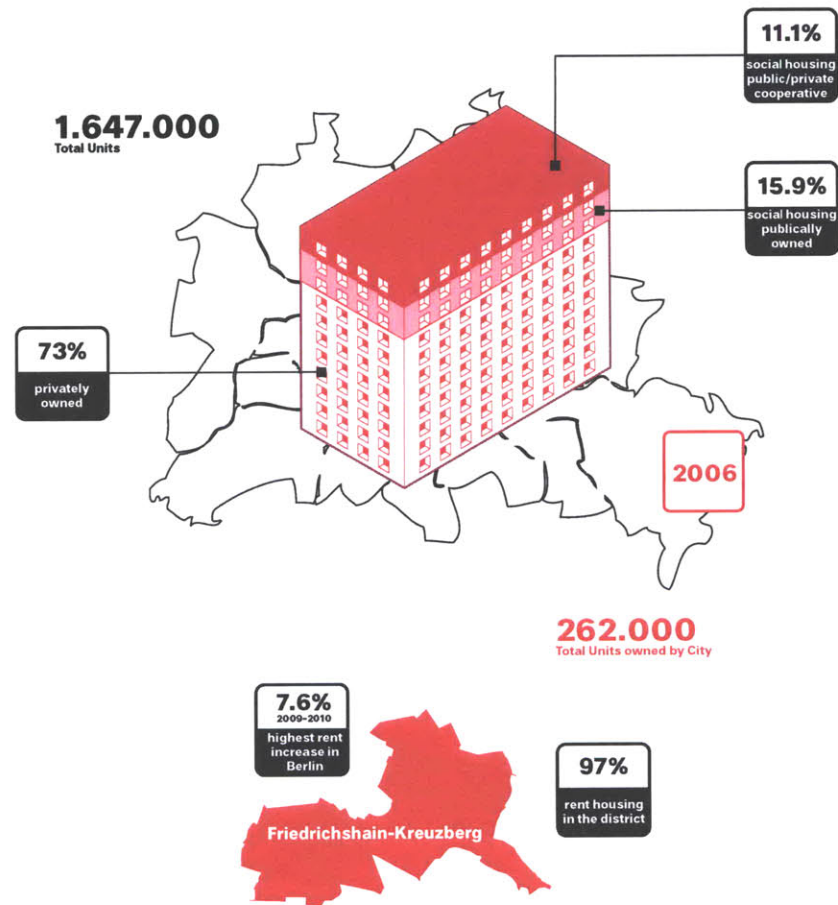 11.1%
social housing
public/private
cooperative
1.647.000
Total Units
15.9%
social housing
publically
owned
73%
privately
owned
2006
262.000
Total Units owned by City
7.6%
2009-2010
highest rent
increase in
Berlin
97%
rent housing
in the district
Friedrichshain-Kreuzberg